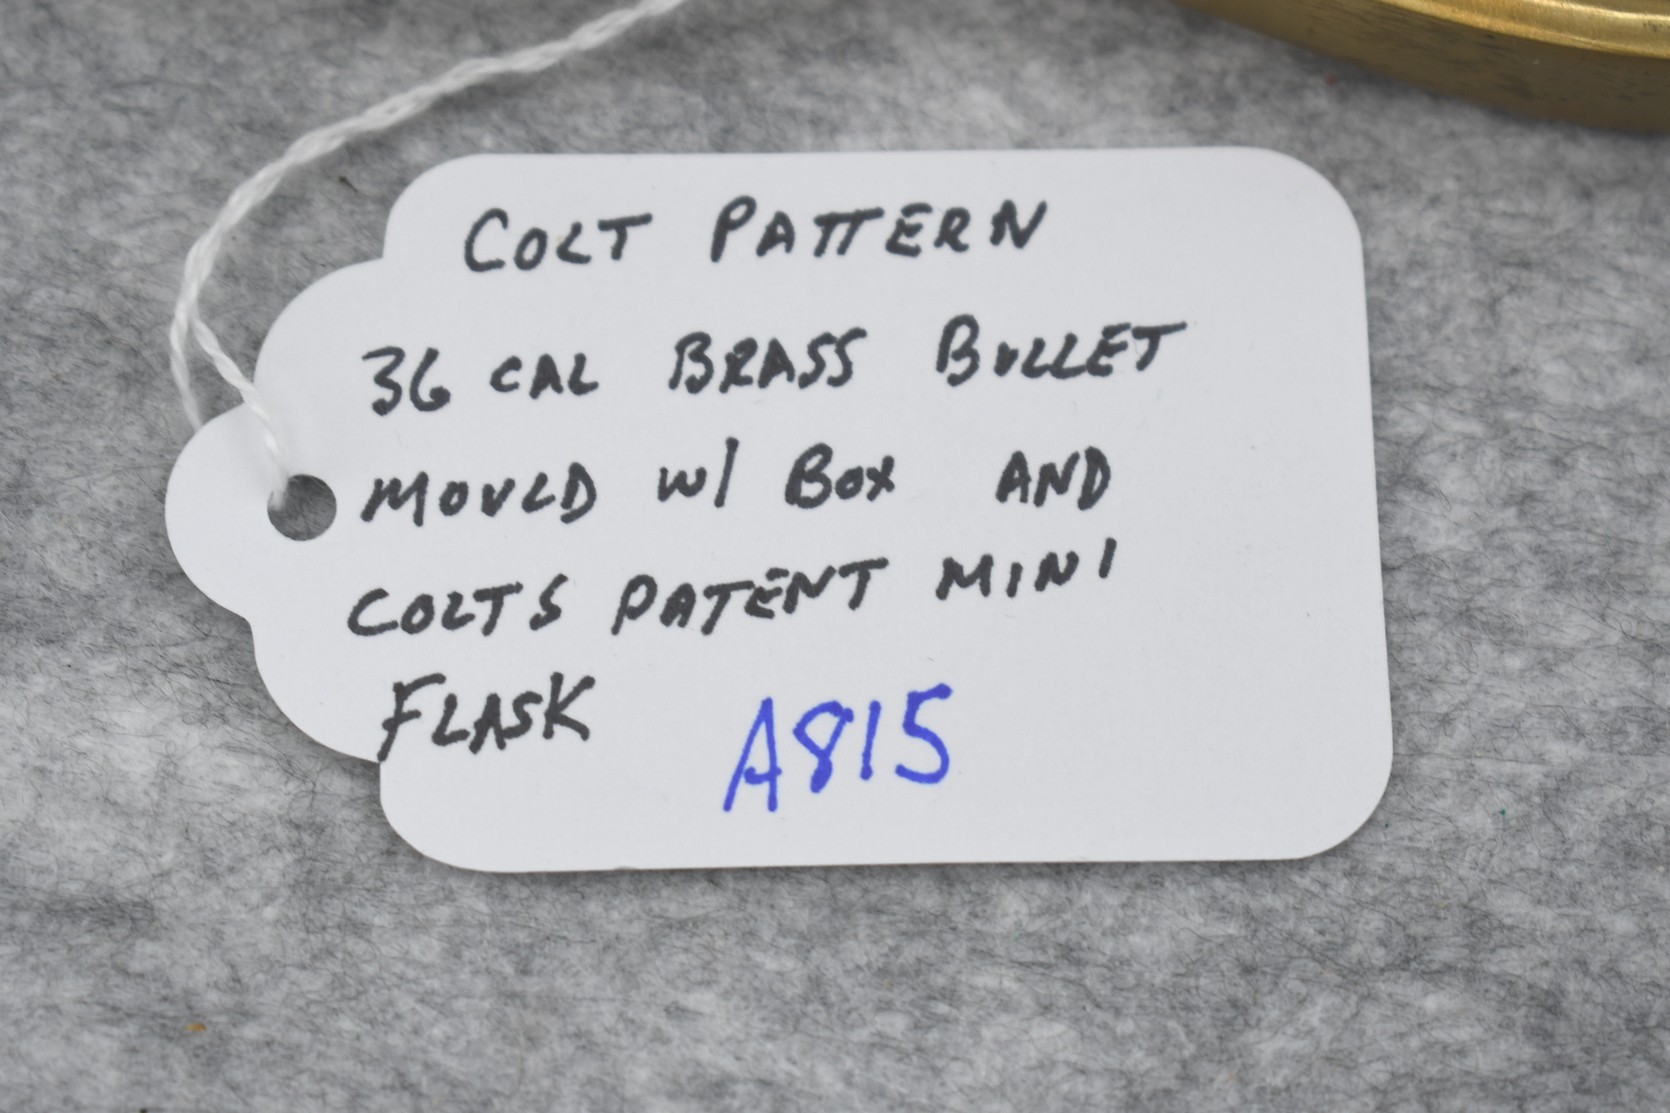 COLT PATTERN
36 CAL BRASS BULLET
MOULD W/ BOX AND
COLTS PATENT MINI
FLASK A815